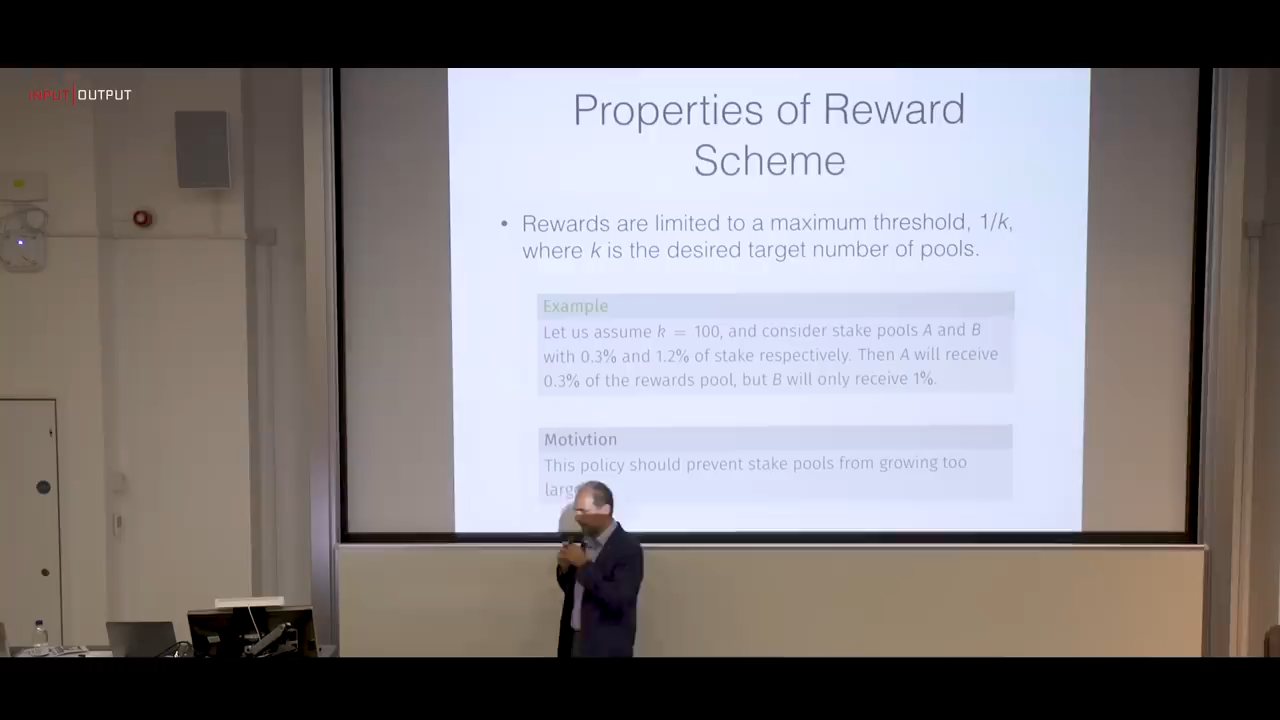 INPUT|OUTPUT
Properties of Reward
Scheme
• Rewards are limited to a maximum threshold, 1/k,
where k is the desired target number of pools.
Example
Let us assume k = 100, and consider stake pools A and B
with 0.3% and 1.2% of stake respectively. Then A will receive
0.3% of the rewards pool, but B will only receive 1%.
Motivtion
This policy should prevent stake pools from growing too